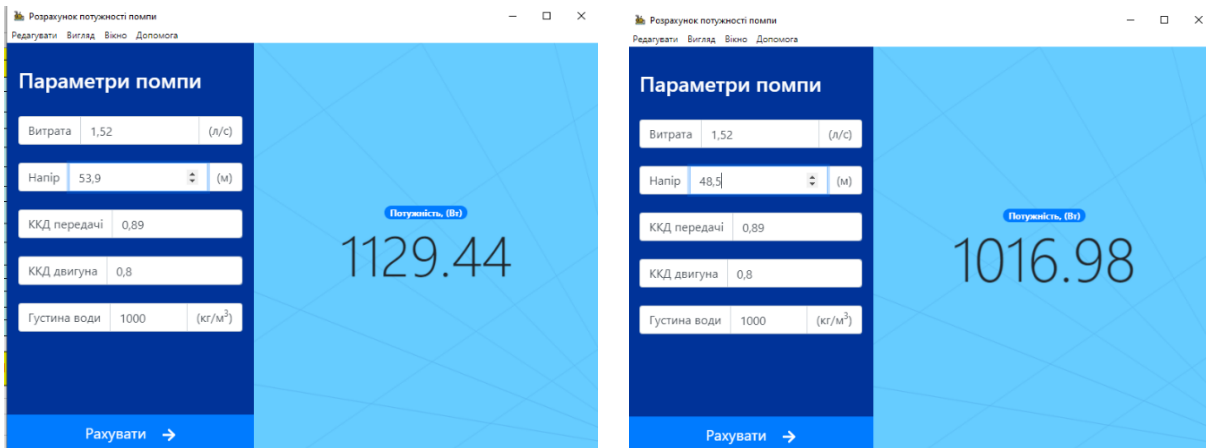 Розрахунок потужності помпи
Редагувати Вигляд Вікно Допомога
Параметри помпи
Витрата 1,52 (л/с)
Напір 53,9 (м)
ККД передачі 0,89
ККД двигуна 0,8
Густина води 1000 (кг/м³)
Рахувати →
Потужність, (Вт)
1129.44
Розрахунок потужності помпи
Редагувати Вигляд Вікно Допомога
Параметри помпи
Витрата 1,52 (л/с)
Напір 48,5 (м)
ККД передачі 0,89
ККД двигуна 0,8
Густина води 1000 (кг/м³)
Рахувати →
Потужність, (Вт)
1016.98